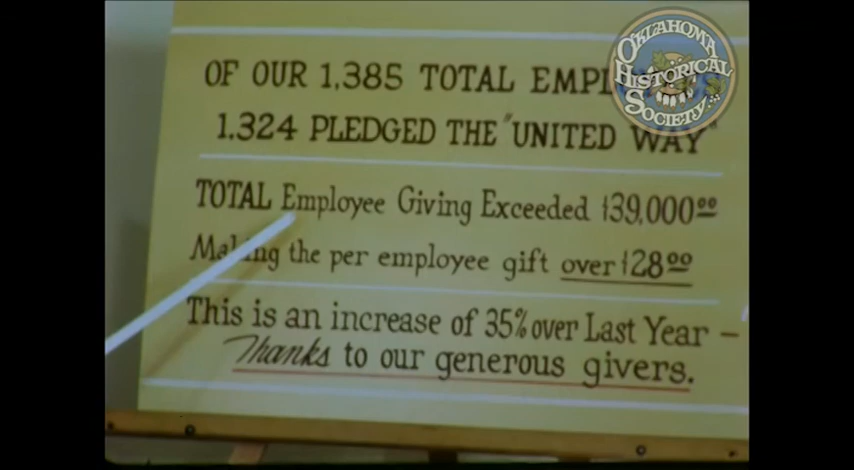 OKLAHOMA
HISTORICAL
SOCIETY
OF OUR 1,385 TOTAL
1,324 PLEDGED THE "UNITED WAY"
TOTAL Employee Giving Exceeded $39,000⁰⁰
Making the per employee gift over $28⁰⁰
This is an increase of 35% over Last Year –
Thanks to our generous givers.